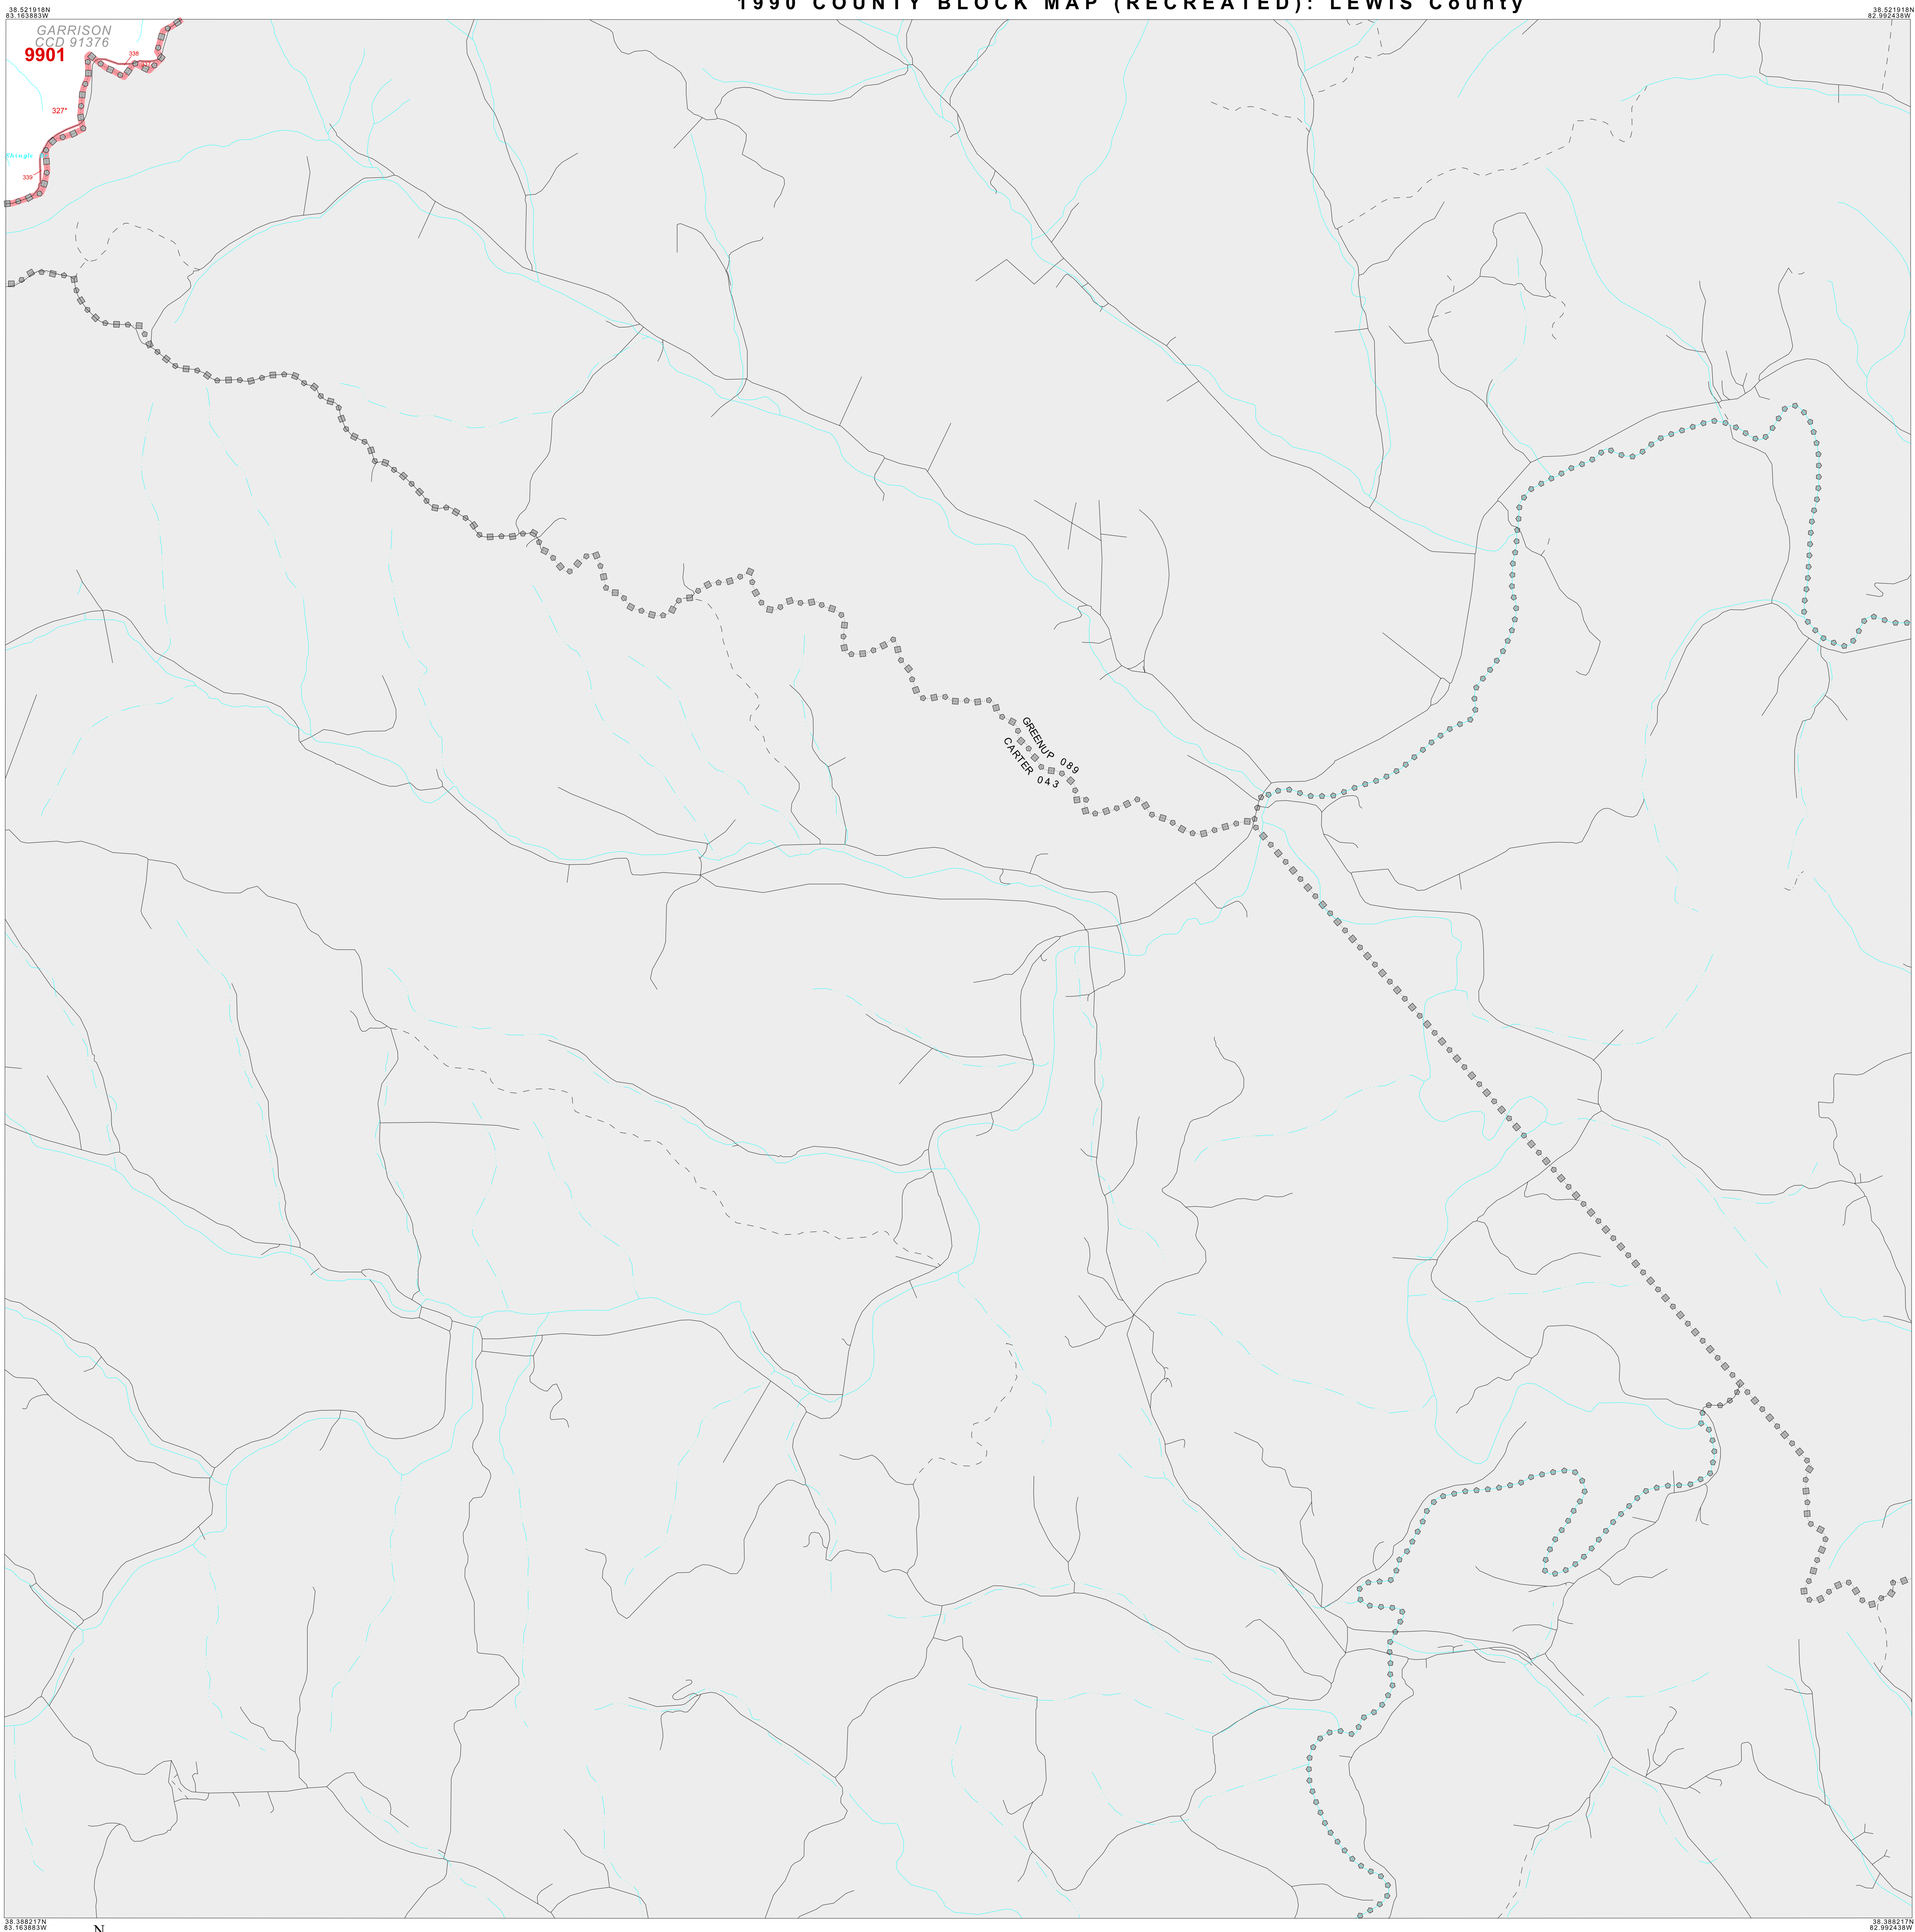 1990 COUNTY BLOCK MAP (RECREATED): LEWIS County
38.521918N
83.163883W
38.521918N
82.992438W
GARRISON
CCD 91376
9901
338
327*
Shingle
339
GREENUP 089
CARTER 043
38.388217N
83.163883W
N
38.388217N
82.992438W